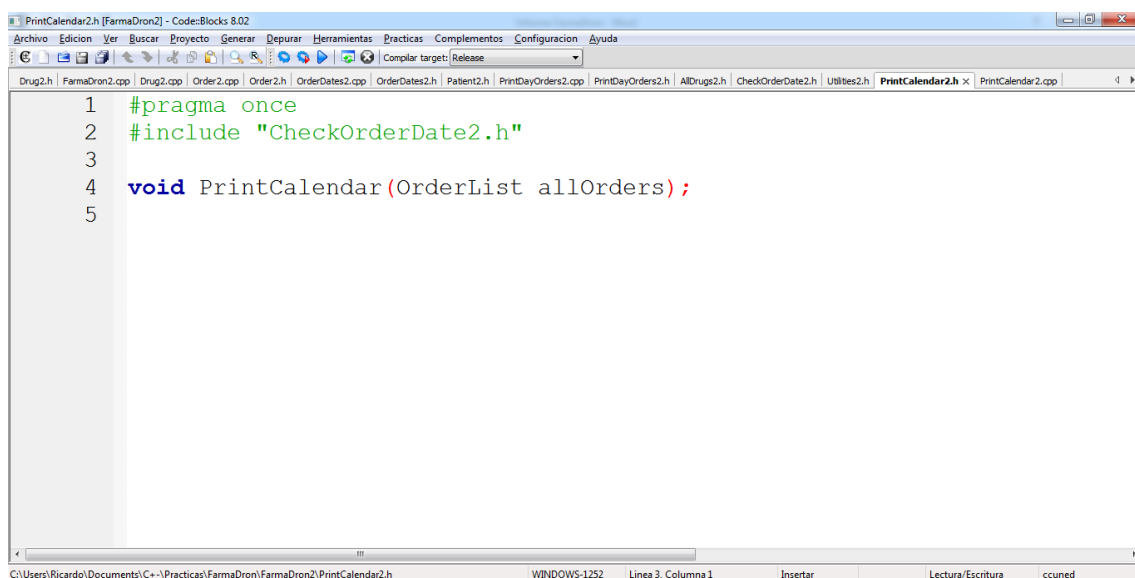 PrintCalendar2.h [FarmaDron2] - Code::Blocks 8.02
Archivo Edicion Ver Buscar Proyecto Generar Depurar Herramientas Practicas Complementos Configuracion Ayuda
Compilar target: Release
Drug2.h FarmaDron2.cpp Drug2.cpp Order2.cpp Order2.h OrderDates2.cpp OrderDates2.h Patient2.h PrintDayOrders2.cpp PrintDayOrders2.h AllDrugs2.h CheckOrderDate2.h Utilities2.h PrintCalendar2.h PrintCalendar2.cpp
1 #pragma once
2 #include "CheckOrderDate2.h"
3
4 void PrintCalendar(OrderList allOrders);
5
C:\Users\Ricardo\Documents\C+-\Practicas\FarmaDron\FarmaDron2\PrintCalendar2.h WINDOWS-1252 Linea 3, Columna 1 Insertar Lectura/Escritura ccuned